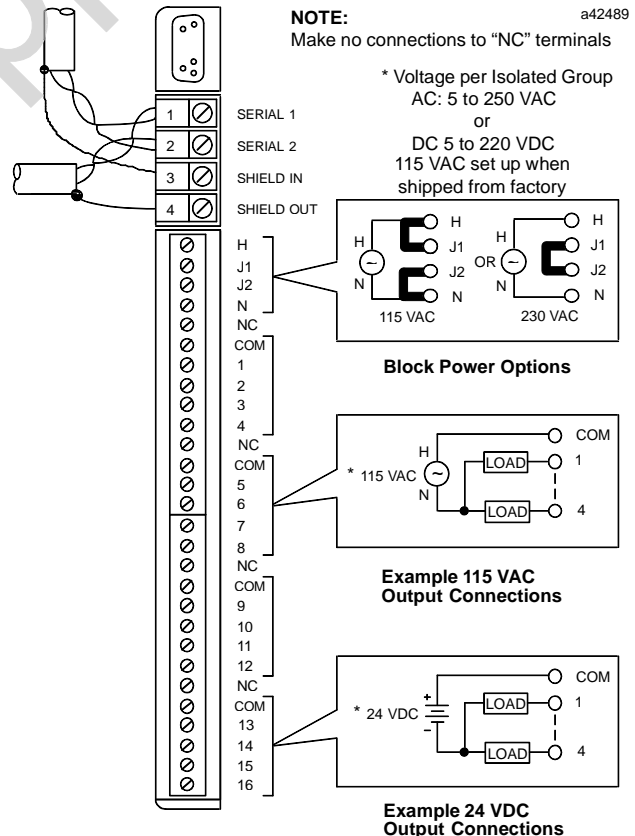 NOTE:
a42489
Make no connections to “NC” terminals
* Voltage per Isolated Group
AC: 5 to 250 VAC
or
DC 5 to 220 VDC
115 VAC set up when
shipped from factory
1 SERIAL 1
2 SERIAL 2
3 SHIELD IN
4 SHIELD OUT
H
J1
J2
N
NC
COM
1
2
3
4
NC
COM
5
6
7
8
NC
COM
9
10
11
12
NC
COM
13
14
15
16
H
N
H
J1
J2
N
115 VAC
OR
H
N
H
J1
J2
N
230 VAC
Block Power Options
* 115 VAC
H
N
COM
LOAD 1
LOAD 4
Example 115 VAC
Output Connections
* 24 VDC
+
–
COM
LOAD 1
LOAD 4
Example 24 VDC
Output Connections